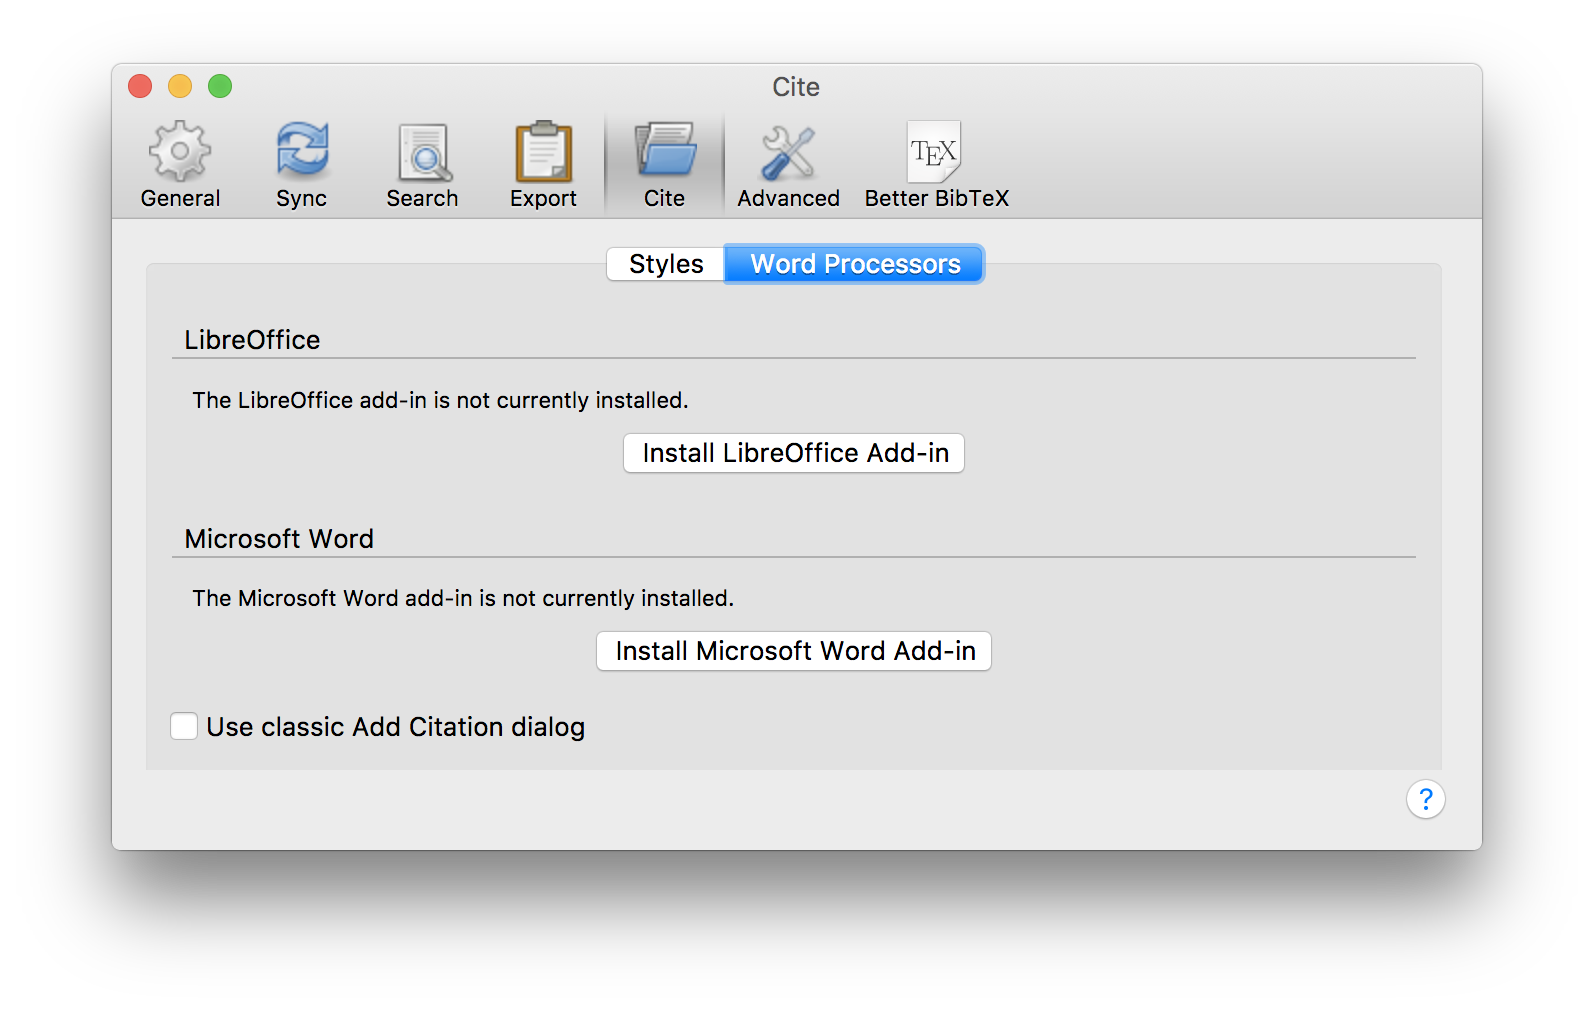 Cite
General Sync Search Export Cite Advanced Better BibTeX
TEX
Styles Word Processors
LibreOffice
The LibreOffice add-in is not currently installed.
Install LibreOffice Add-in
Microsoft Word
The Microsoft Word add-in is not currently installed.
Install Microsoft Word Add-in
Use classic Add Citation dialog
?